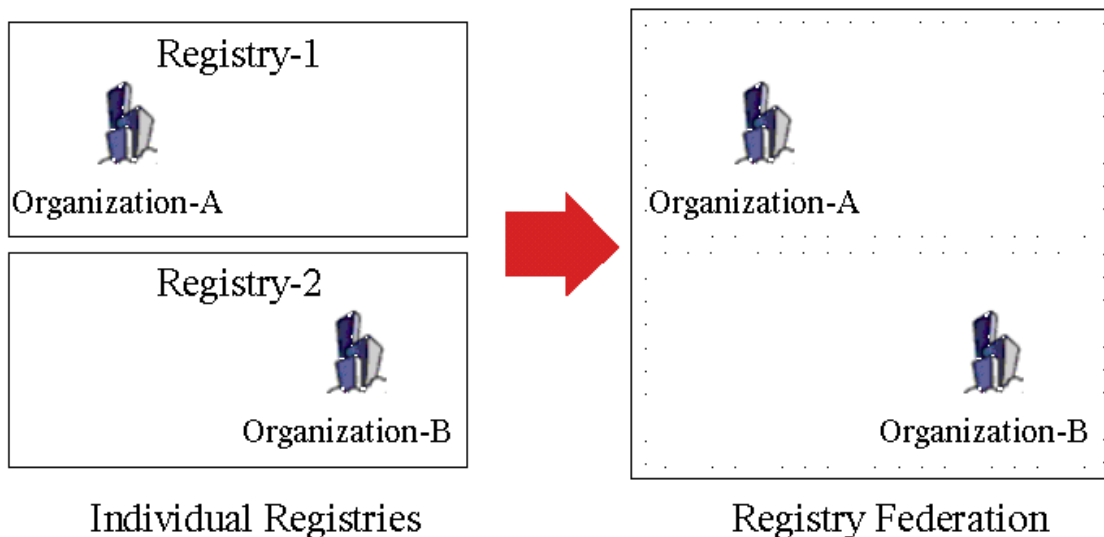 Registry-1
Organization-A
Registry-2
Organization-B
Individual Registries
Organization-A
Organization-B
Registry Federation